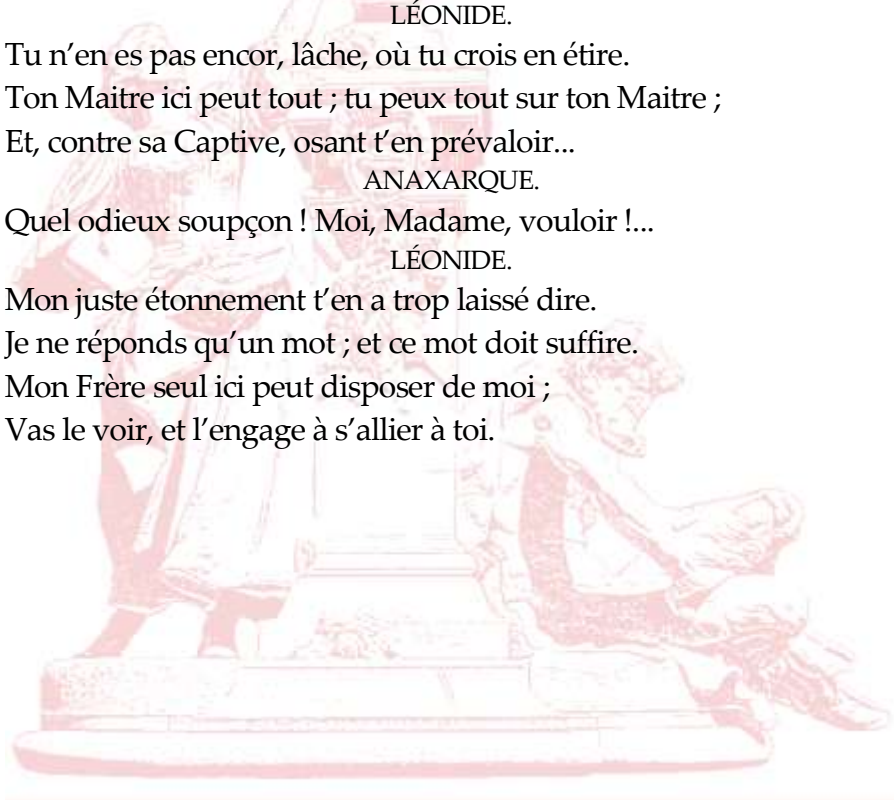 LÉONIDE.
Tu n’en es pas encor, lâche, où tu crois en étire.
Ton Maitre ici peut tout ; tu peux tout sur ton Maitre ;
Et, contre sa Captive, osant t’en prévaloir...
ANAXARQUE.
Quel odieux soupçon ! Moi, Madame, vouloir !...
LÉONIDE.
Mon juste étonnement t’en a trop laissé dire.
Je ne réponds qu’un mot ; et ce mot doit suffire.
Mon Frère seul ici peut disposer de moi ;
Vas le voir, et l’engage à s’allier à toi.